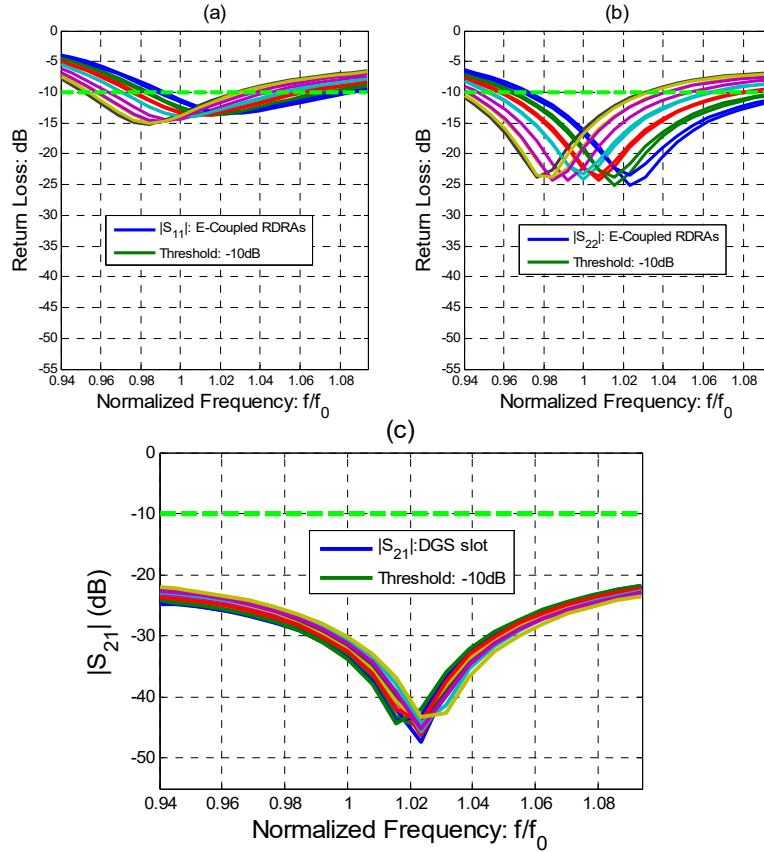 (a)
Return Loss: dB
0
-5
-10
-15
-20
-25
-30
-35
-40
-45
-50
-55
|S11|: E-Coupled RDRAs
Threshold: -10dB
0.94 0.96 0.98 1 1.02 1.04 1.06 1.08
Normalized Frequency: f/f0
(b)
Return Loss: dB
0
-5
-10
-15
-20
-25
-30
-35
-40
-45
-50
-55
|S22|: E-Coupled RDRAs
Threshold: -10dB
0.94 0.96 0.98 1 1.02 1.04 1.06 1.08
Normalized Frequency: f/f0
(c)
|S21| (dB)
0
-10
-20
-30
-40
-50
|S21|:DGS slot
Threshold: -10dB
0.94 0.96 0.98 1 1.02 1.04 1.06 1.08
Normalized Frequency: f/f0